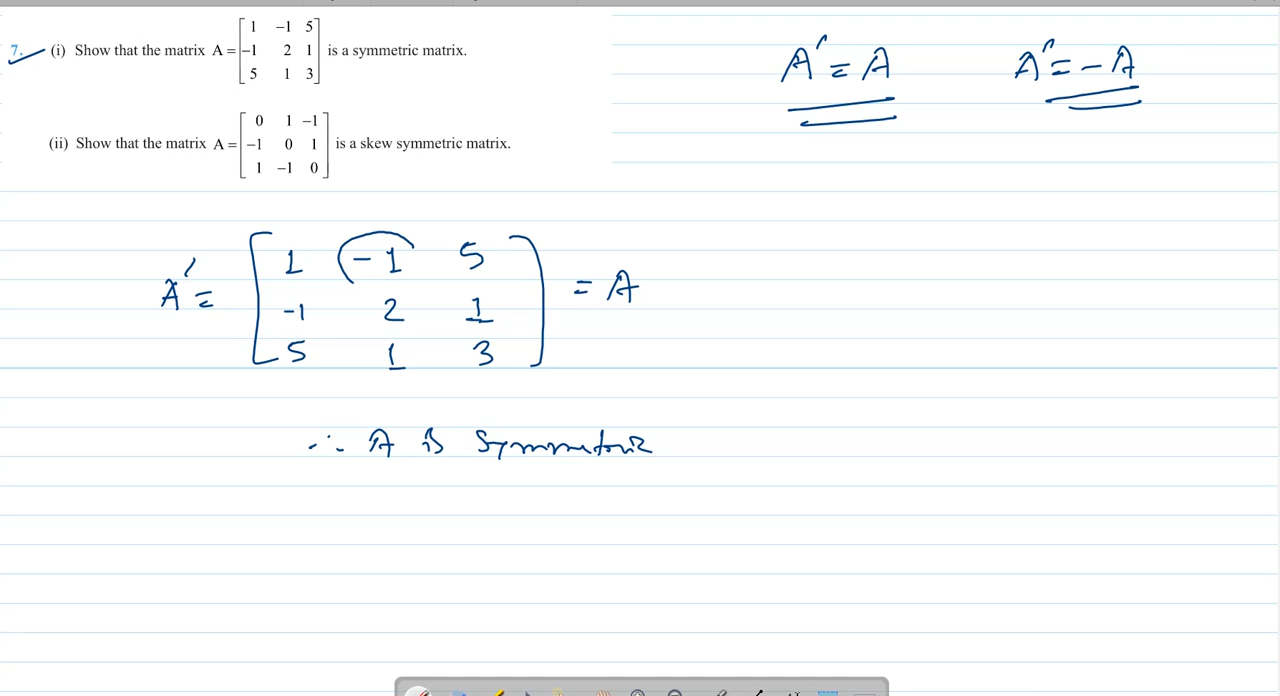 7. (i) Show that the matrix A = [1 −1 5
−1 2 1
5 1 3] is a symmetric matrix.
(ii) Show that the matrix A = [0 1 −1
−1 0 1
1 −1 0] is a skew symmetric matrix.
A' = A
A' = -A
A' = [1 -1 5
-1 2 1
5 1 3] = A
∴ A is symmetric